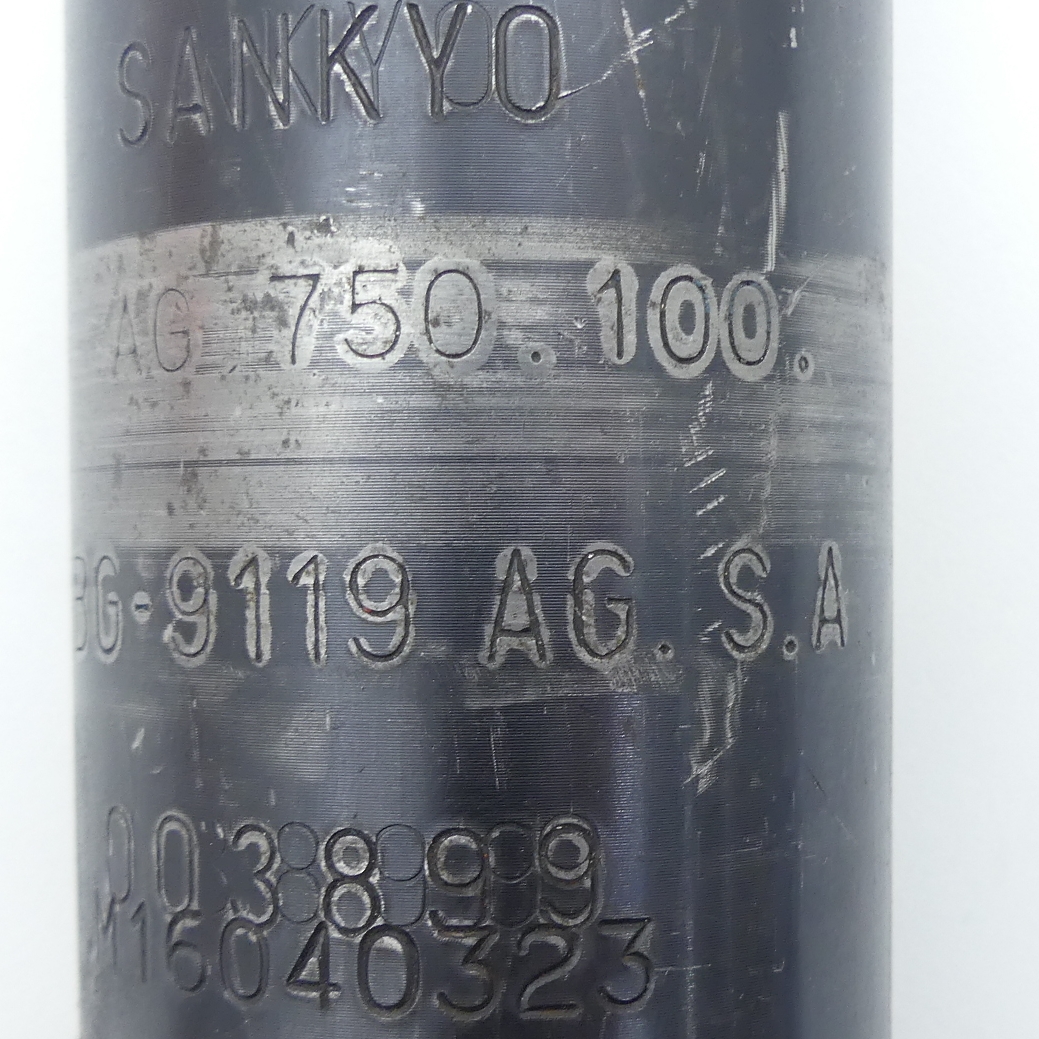 SANKYO
AG 750.100.
BG-9119 AG.S.A
003899
M16040323